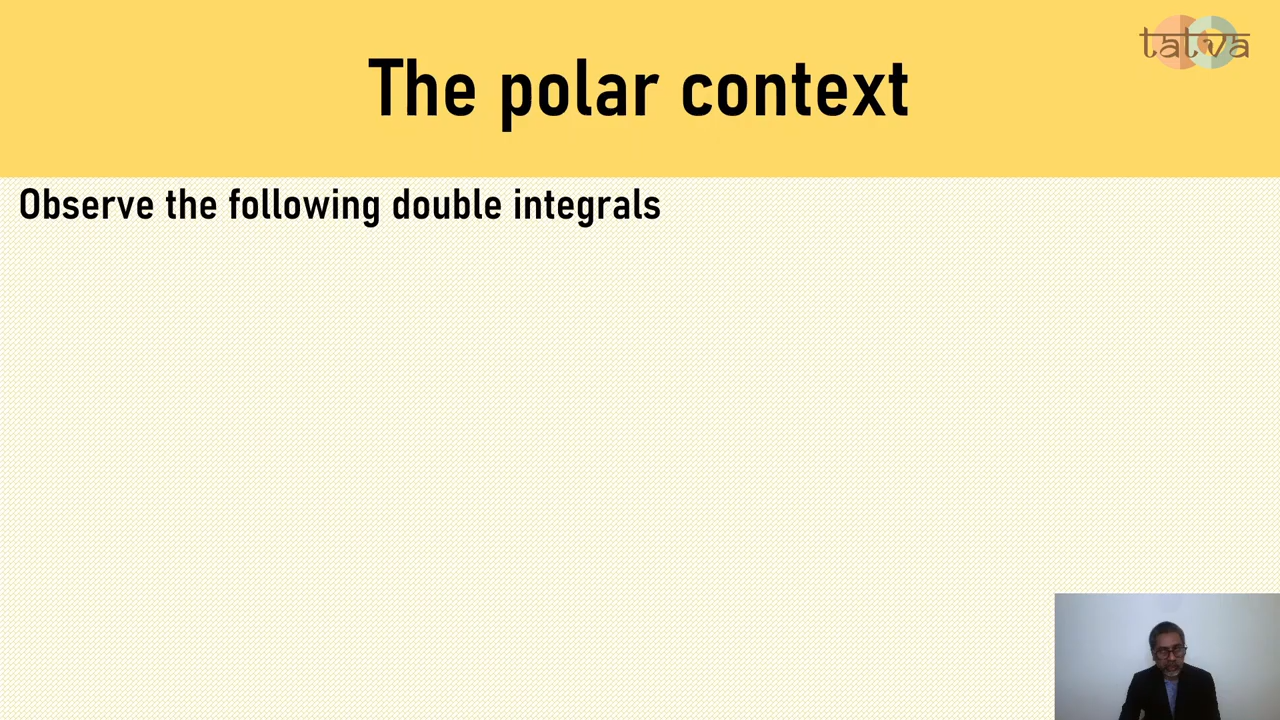 tatva
The polar context
Observe the following double integrals